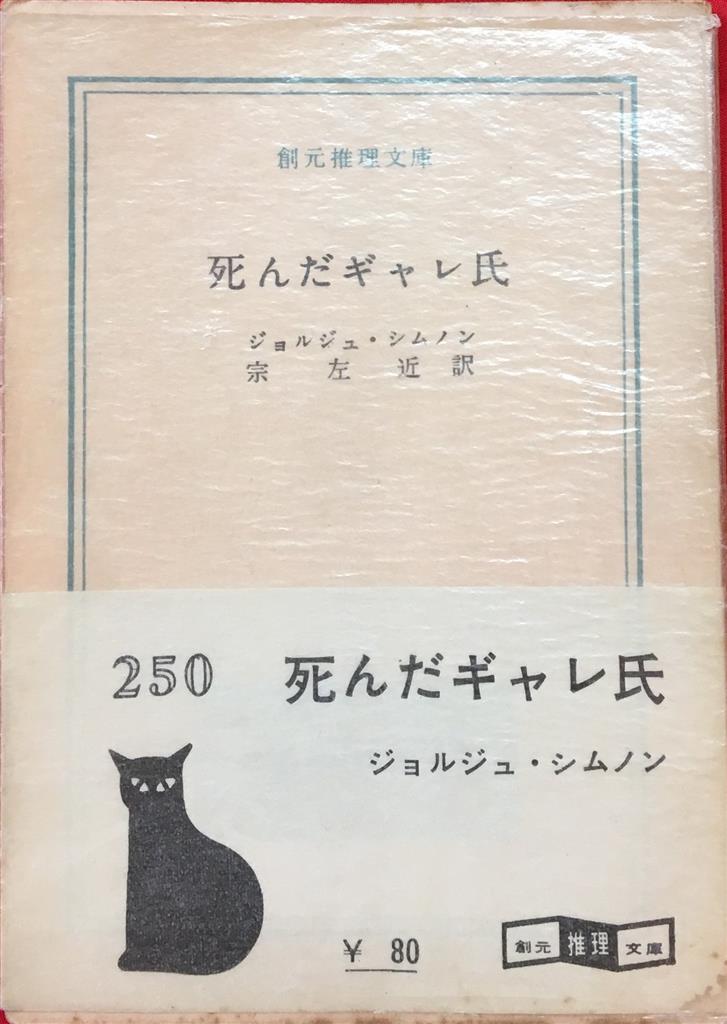 創元推理文庫
死んだギャレ氏
ジョルジュ・シムノン
宗左近訳
250 死んだギャレ氏
ジョルジュ・シムノン
¥ 80
創元推理文庫